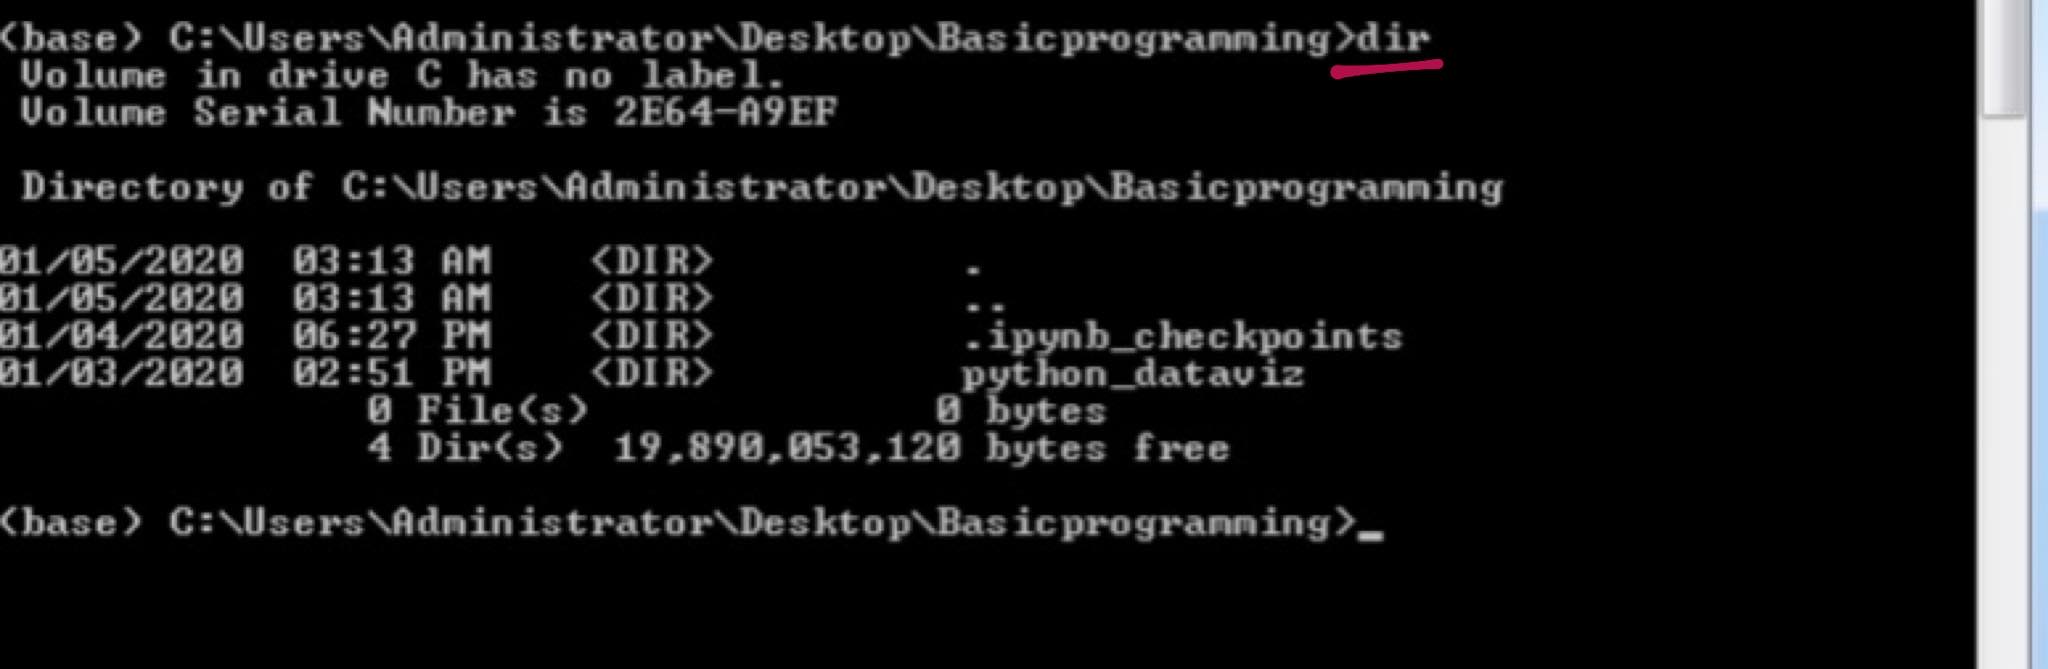 (base) C:\Users\Administrator\Desktop\Basicprogramming>dir
Volume in drive C has no label.
Volume Serial Number is 2E64-A9EF
Directory of C:\Users\Administrator\Desktop\Basicprogramming
01/05/2020 03:13 AM <DIR> .
01/05/2020 03:13 AM <DIR> ..
01/04/2020 06:27 PM <DIR> .ipynb_checkpoints
01/03/2020 02:51 PM <DIR> python_dataviz
0 File(s) 0 bytes
4 Dir(s) 19,890,053,120 bytes free
(base) C:\Users\Administrator\Desktop\Basicprogramming>_